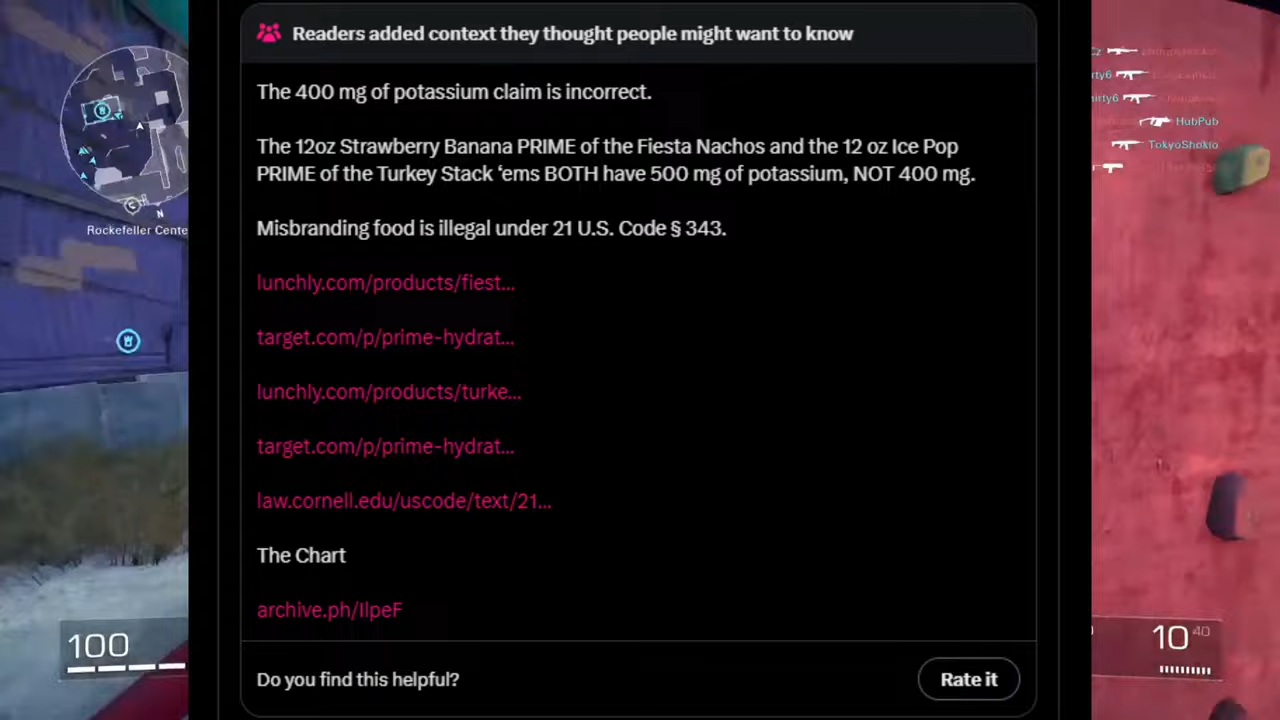 Readers added context they thought people might want to know
The 400 mg of potassium claim is incorrect.
The 12oz Strawberry Banana PRIME of the Fiesta Nachos and the 12 oz Ice Pop
PRIME of the Turkey Stack ‘ems BOTH have 500 mg of potassium, NOT 400 mg.
Misbranding food is illegal under 21 U.S. Code § 343.
lunchly.com/products/fiest...
target.com/p/prime-hydrat...
lunchly.com/products/turke...
target.com/p/prime-hydrat...
law.cornell.edu/uscode/text/21...
The Chart
archive.ph/IlpeF
Do you find this helpful?
Rate it
N
Rockefeller Cente
100
HubPub
TokyoShokio
10 40